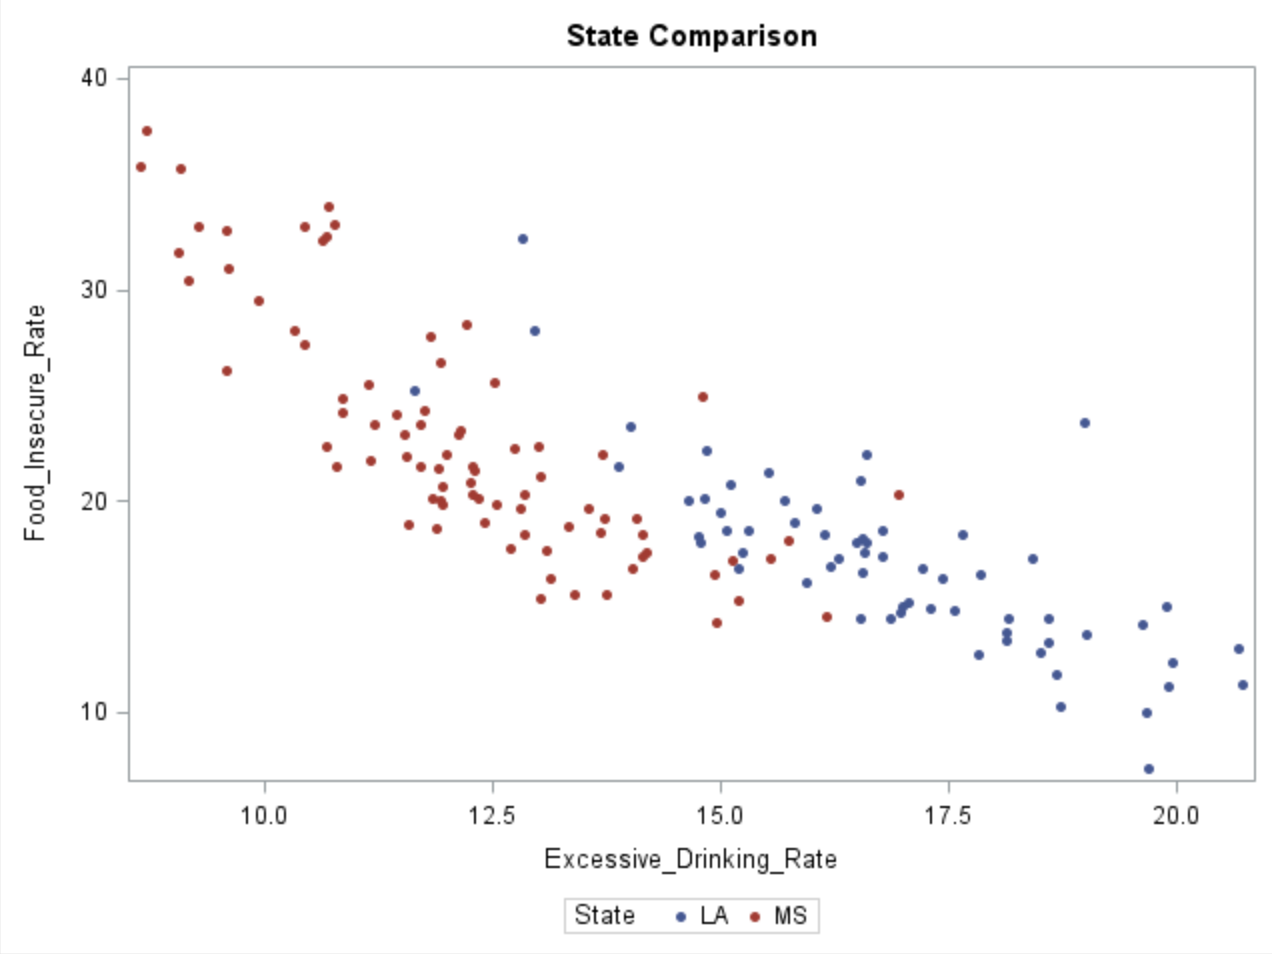 State Comparison
40
30
20
10
Food_Insecure_Rate
10.0 12.5 15.0 17.5 20.0
Excessive_Drinking_Rate
State LA MS